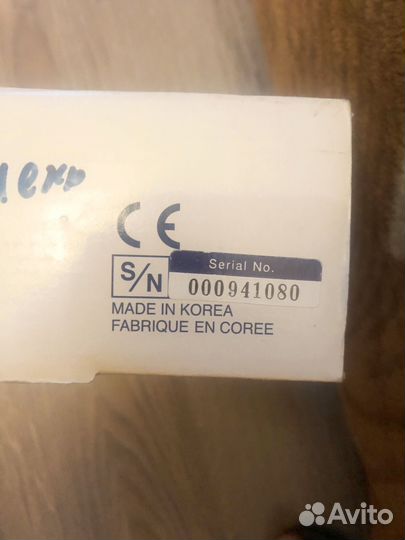 CE
Serial No.
S/N
000941080
MADE IN KOREA
FABRIQUE EN COREE
Avito